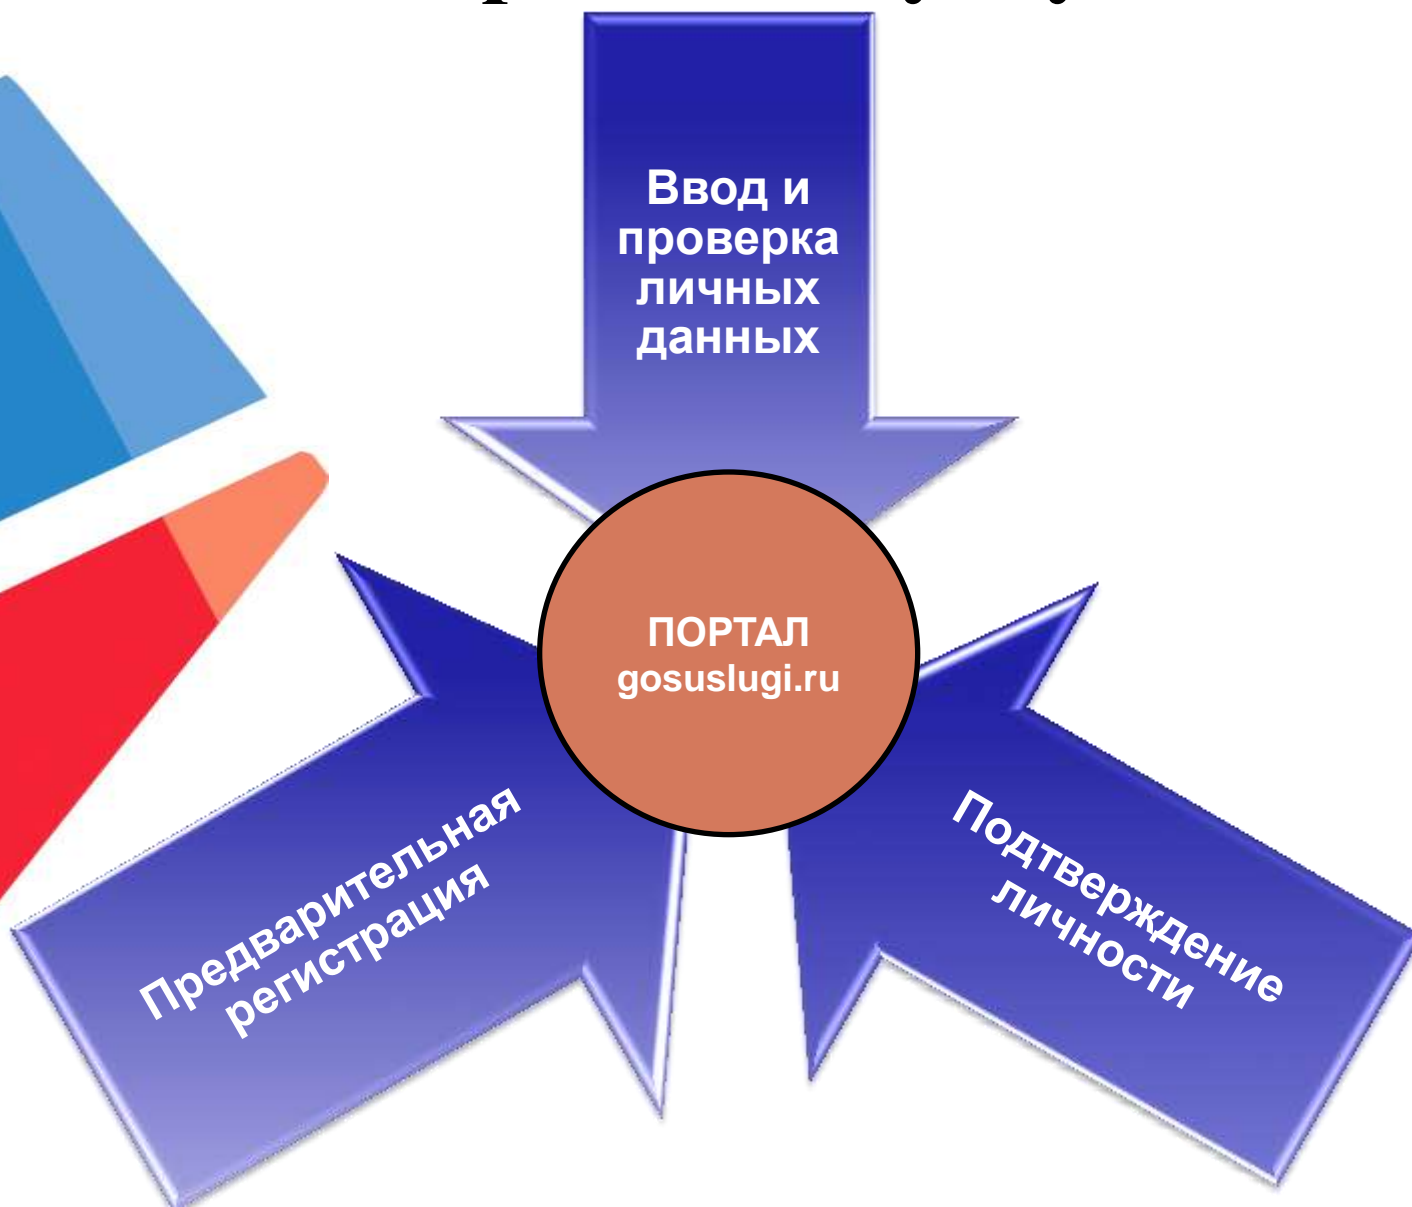 Ввод и
проверка
личных
данных
ПОРТАЛ
gosuslugi.ru
Предварительная
регистрация
Подтверждение
личности